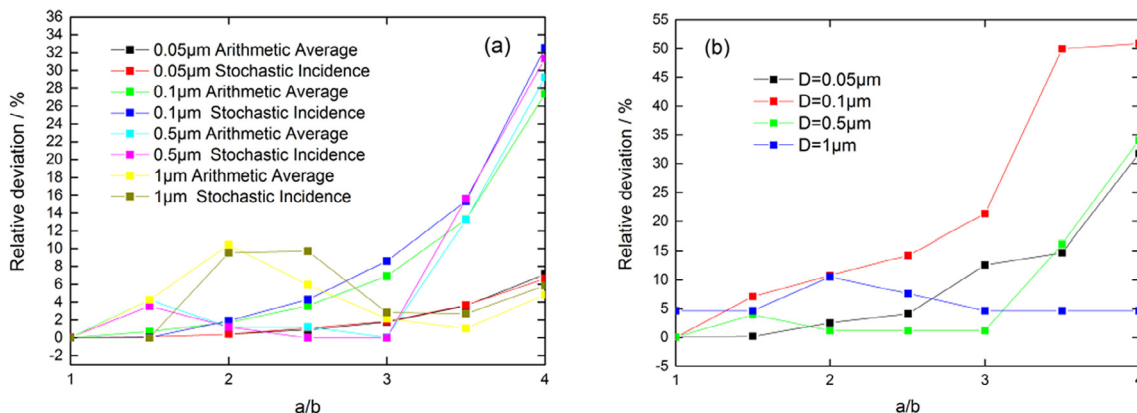 36
34
32
30
28
26
24
22
20
18
16
14
12
10
8
6
4
2
0
-2
Relative deviation / %
(a)
0.05μm Arithmetic Average
0.05μm Stochastic Incidence
0.1μm Arithmetic Average
0.1μm Stochastic Incidence
0.5μm Arithmetic Average
0.5μm Stochastic Incidence
1μm Arithmetic Average
1μm Stochastic Incidence
1 2 3 4
a/b
55
50
45
40
35
30
25
20
15
10
5
0
-5
Relative deviation / %
(b)
D=0.05μm
D=0.1μm
D=0.5μm
D=1μm
1 2 3 4
a/b